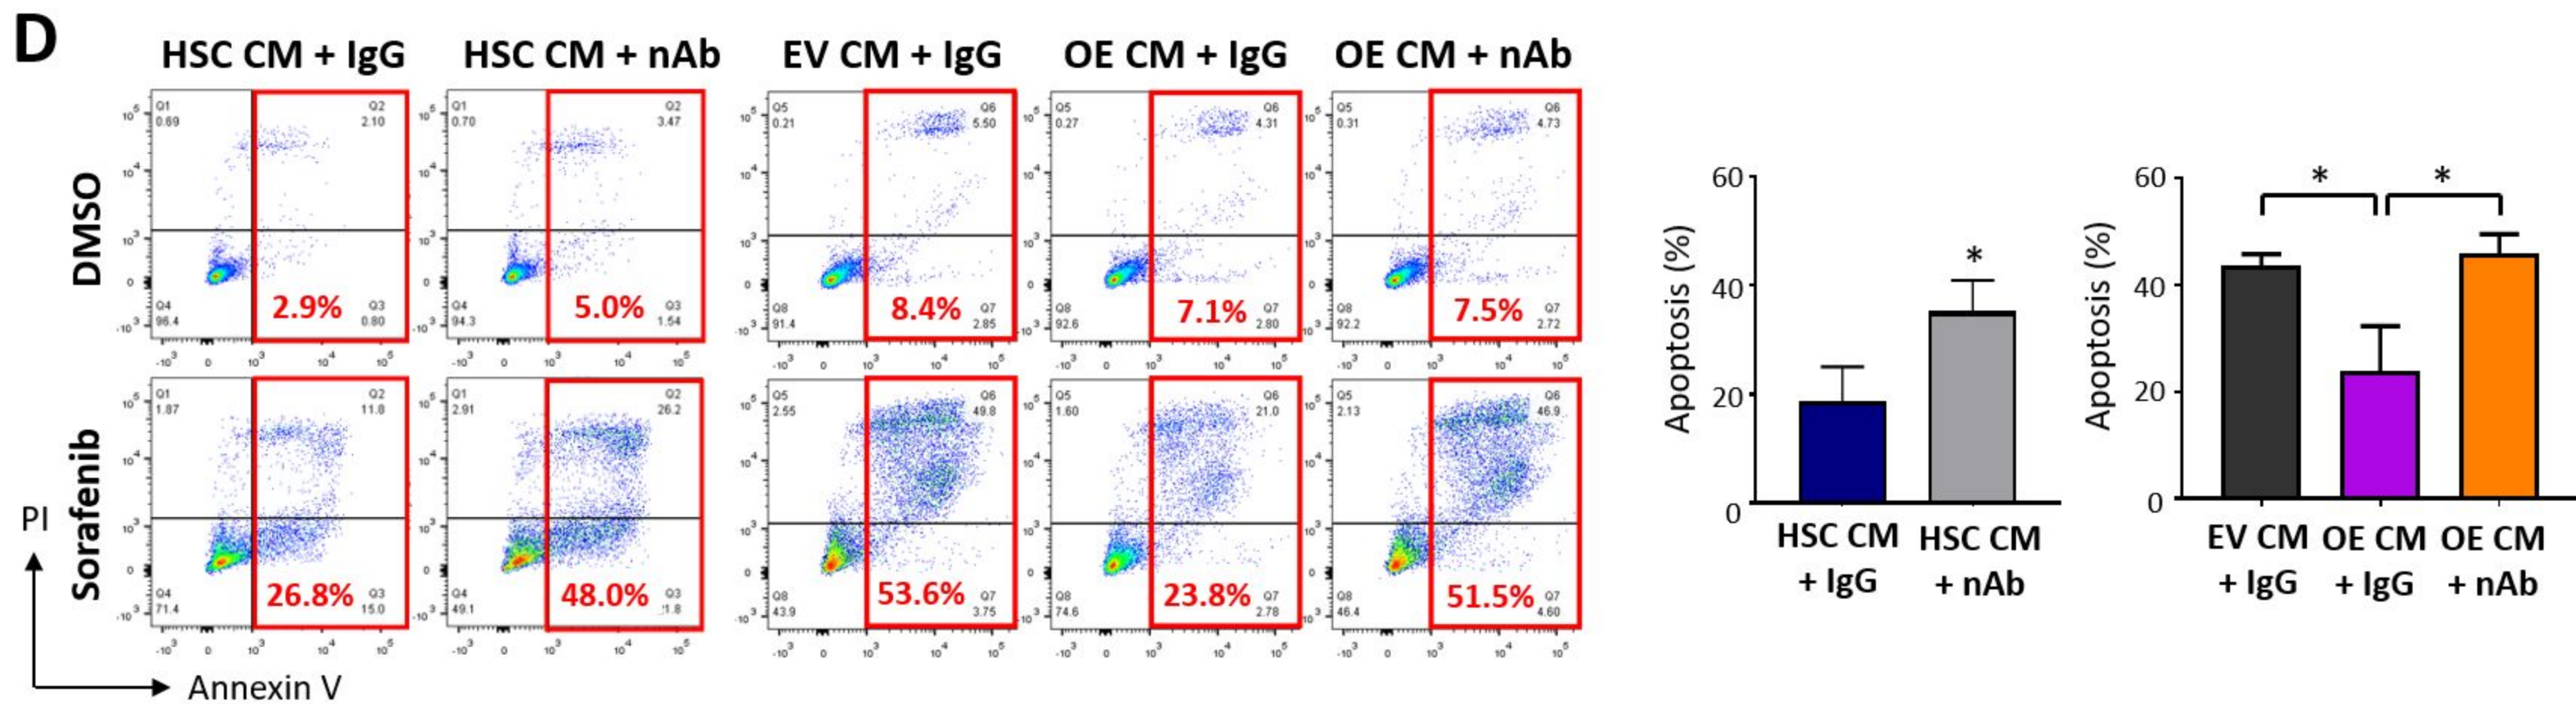 D
HSC CM + IgG
HSC CM + nAb
EV CM + IgG
OE CM + IgG
OE CM + nAb
DMSO
Q1
0.69
Q2
2.10
Q4
96.4
Q3
0.80
2.9%
Q1
0.70
Q2
3.47
Q4
94.3
Q3
1.54
5.0%
Q5
0.21
Q6
5.50
Q8
91.4
Q7
2.85
8.4%
Q5
0.27
Q6
4.31
Q8
92.6
Q7
2.80
7.1%
Q5
0.31
Q6
4.73
Q8
92.2
Q7
2.72
7.5%
Sorafenib
Q1
1.87
Q2
11.8
Q4
71.4
Q3
15.0
26.8%
Q1
2.91
Q2
26.2
Q4
49.1
Q3
48.0%
Q5
2.55
Q6
49.8
Q8
43.9
Q7
3.75
53.6%
Q5
1.60
Q6
21.0
Q8
74.6
Q7
2.78
23.8%
Q5
2.13
Q6
46.9
Q8
46.4
Q7
4.60
51.5%
-10³ 0 10³ 10⁴ 10⁵
PI
Annexin V
Apoptosis (%)
60
40
20
0
*
HSC CM
+ IgG
HSC CM
+ nAb
Apoptosis (%)
60
40
20
0
*
*
EV CM
+ IgG
OE CM
+ IgG
OE CM
+ nAb